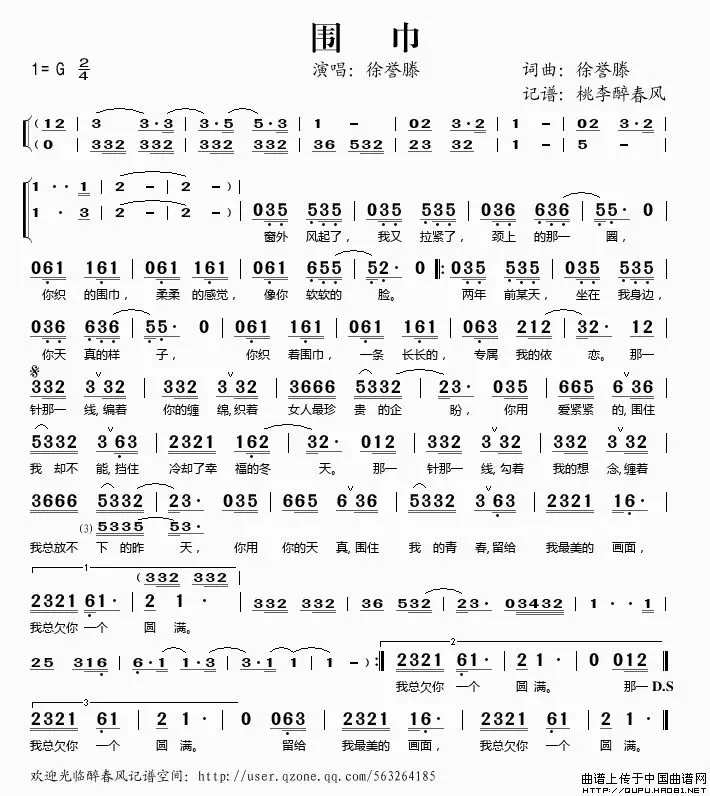 围 巾
1= G 2/4
演唱：徐誉滕
词曲：徐誉滕
记谱：桃李醉春风
( 1 2 | 3 3·3 | 3·5 5·3 | 1 - | 0 2 3·2 | 1 - | 0 2 3·2
( 0 | 332 332 | 332 332 | 36 532 | 23 32 | 1 - | 5 -
1 · · 1 | 2 - | 2 - ) |
1 · 3 | 2 - | 2 - ) | 035 535 | 035 535 | 036 636 | 55· 0
窗外 风起了， 我又 拉紧了， 颈上 的那一 圈，
061 161 | 061 161 | 061 655 | 52· 0 ‖: 035 535 | 035 535
你织 的围巾， 柔柔 的感觉， 像你 软软的 脸。 两年 前某天， 坐在 我身边，
036 636 | 55· 0 | 061 161 | 061 161 | 063 212 | 32· 12
你天 真的样 子， 你织 着围巾， 一条 长长的， 专属 我的依 恋。 那一
332 3 32 | 332 3 32 | 3666 5332 | 23· 035 | 665 6 36
针那一 线，编着 你的缠 绵，织着 女人最珍 贵 的企 盼， 你用 爱紧紧 的，围住
5332 3 63 | 2321 162 | 32· 012 | 332 3 32 | 332 3 32
我 却不 能，挡住 冷却了幸 福的冬 天。 那一 针那一 线，勾着 我的想 念，缠着
3666 5332 | 23· 035 | 665 6 36 | 5332 3 63 | 2321 16·
(3) 5335 53·
我总放不 下 的昨 天， 你用 你的天 真，围住 我 的青 春，留给 我最美的 画面，
1
( 332 332
2321 61· | 2 1· | 332 332 | 36 532 | 23· 03432 | 1 · · 1
我总欠你 一个 圆 满。
2
25 316 | 6·1 1·3 | 3·1 1 | 1 - ) :‖ 2321 61· | 2 1· | 0 012
我总欠你 一个 圆 满。 那一 D.S
3
2321 61 | 2 1· | 0 063 | 2321 16· | 2321 61 | 2 1· ‖
我总欠你 一个 圆 满。 留给 我最美的 画面， 我总欠你 一个 圆 满。
欢迎光临醉春风记谱空间：http://user.qzone.qq.com/563264185
曲谱上传于中国曲谱网
HTTP://QUPU.HAO81.NET